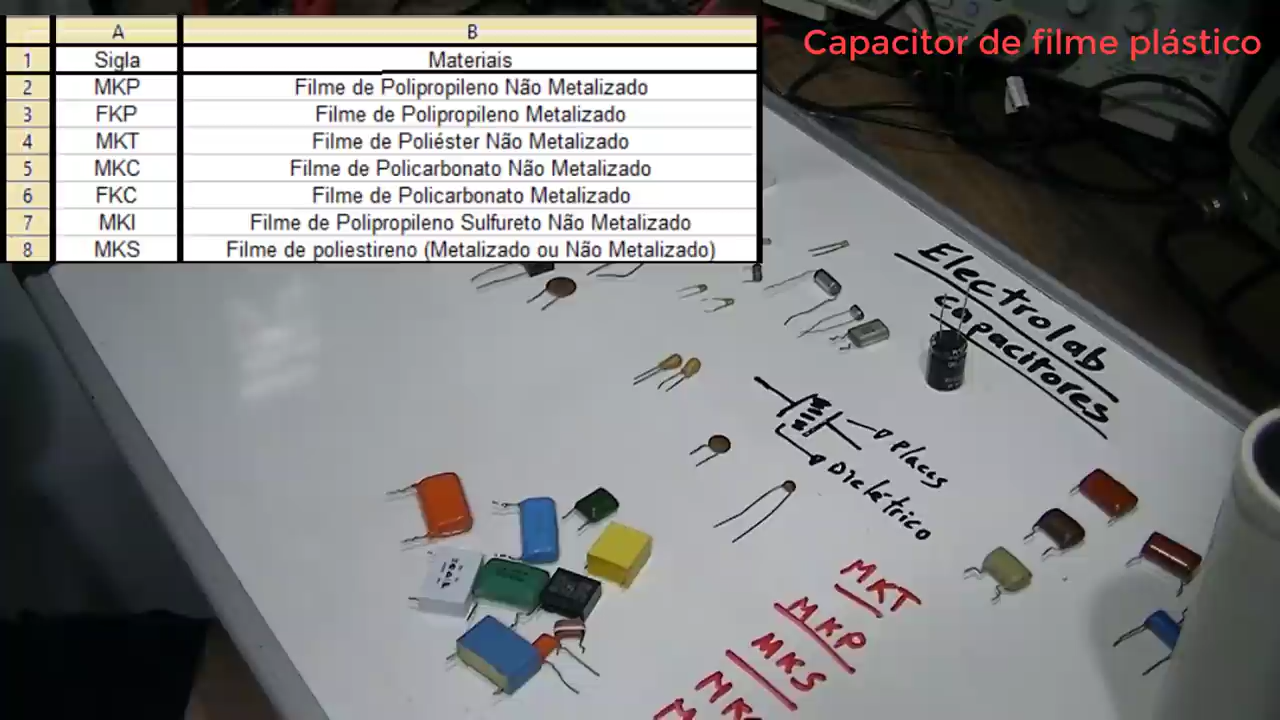 Capacitor de filme plástico
A B
1 Sigla Materiais
2 MKP Filme de Polipropileno Não Metalizado
3 FKP Filme de Polipropileno Metalizado
4 MKT Filme de Poliéster Não Metalizado
5 MKC Filme de Policarbonato Não Metalizado
6 FKC Filme de Policarbonato Metalizado
7 MKI Filme de Polipropileno Sulfureto Não Metalizado
8 MKS Filme de poliestireno (Metalizado ou Não Metalizado)
Electrolab
capacitores
Placas
Dielétrico
MKT
MKP
MKS